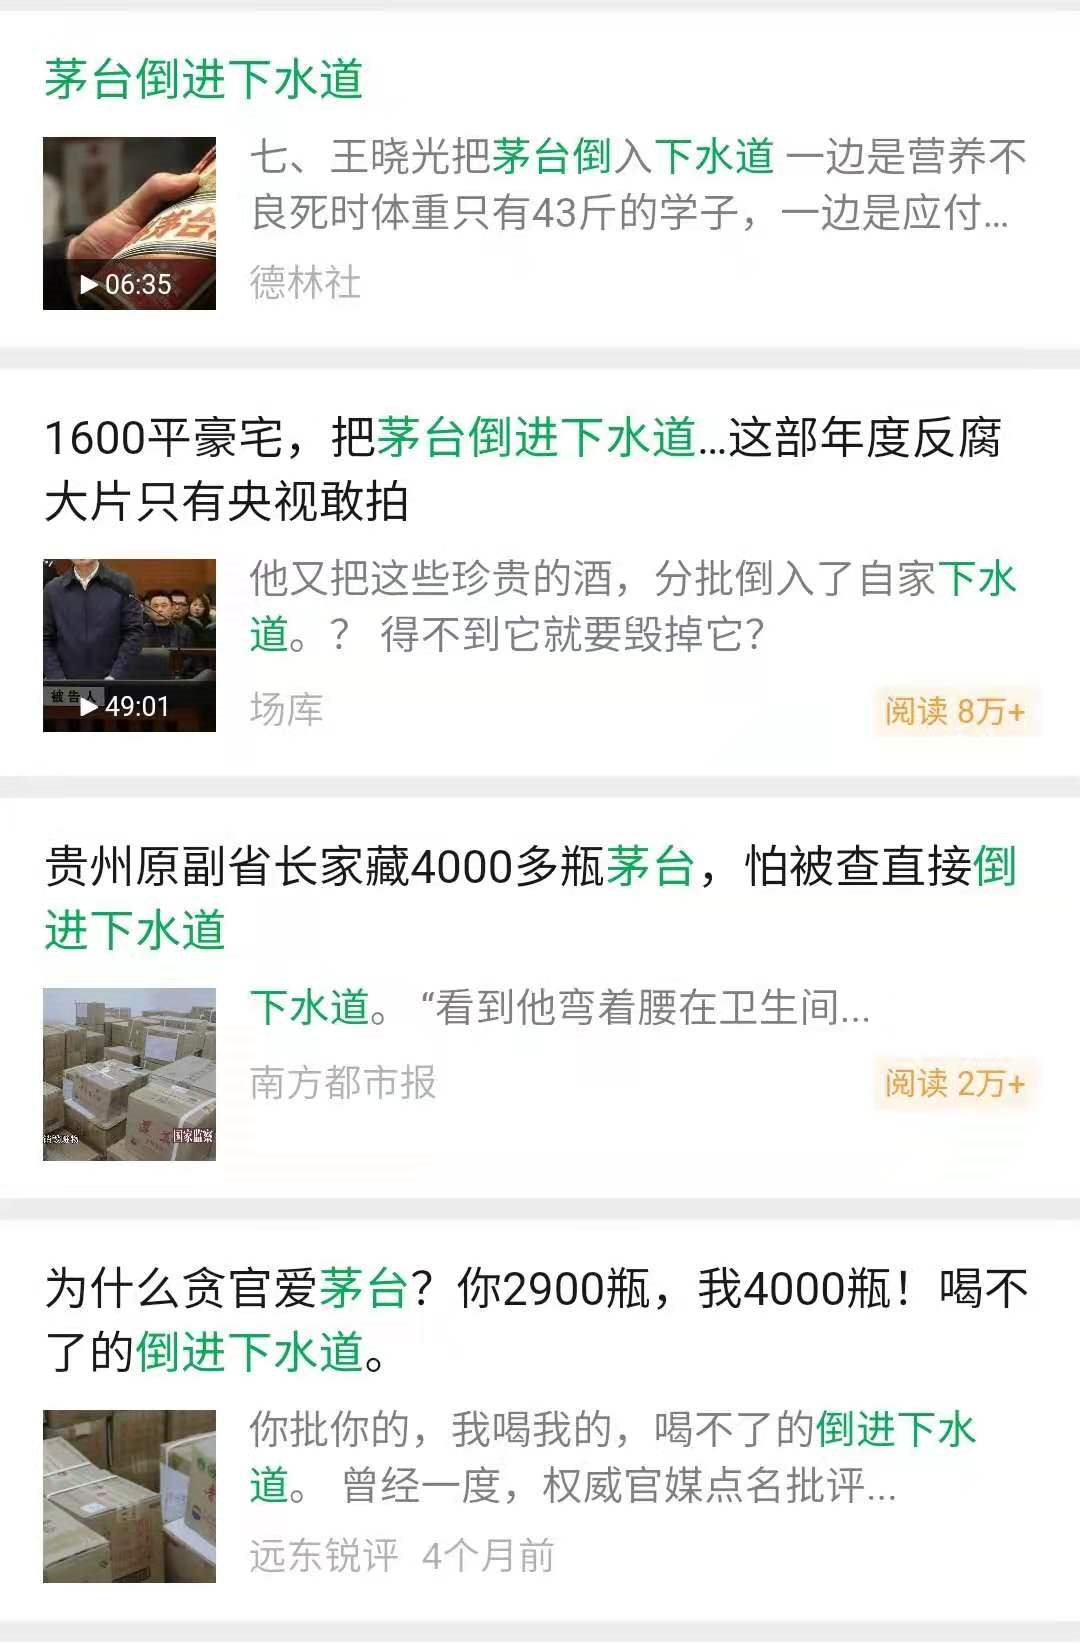 茅台倒进下水道
七、王晓光把茅台倒入下水道 一边是营养不
良死时体重只有43斤的学子，一边是应付...
茅台
06:35
德林社
1600平豪宅，把茅台倒进下水道...这部年度反腐
大片只有央视敢拍
他又把这些珍贵的酒，分批倒入了自家下水
道。？ 得不到它就要毁掉它？
被告人
49:01
场库
阅读 8万+
贵州原副省长家藏4000多瓶茅台，怕被查直接倒
进下水道
下水道。 “看到他弯着腰在卫生间...
南方都市报
阅读 2万+
国家监察
为什么贪官爱茅台？你2900瓶，我4000瓶！喝不
了的倒进下水道。
你批你的，我喝我的，喝不了的倒进下水
道。 曾经一度，权威官媒点名批评...
远东锐评 4个月前